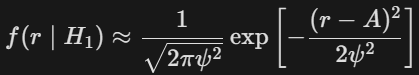 f(r | H₁) ≈ 1/√(2πψ²) exp[−(r − A)²/(2ψ²)]